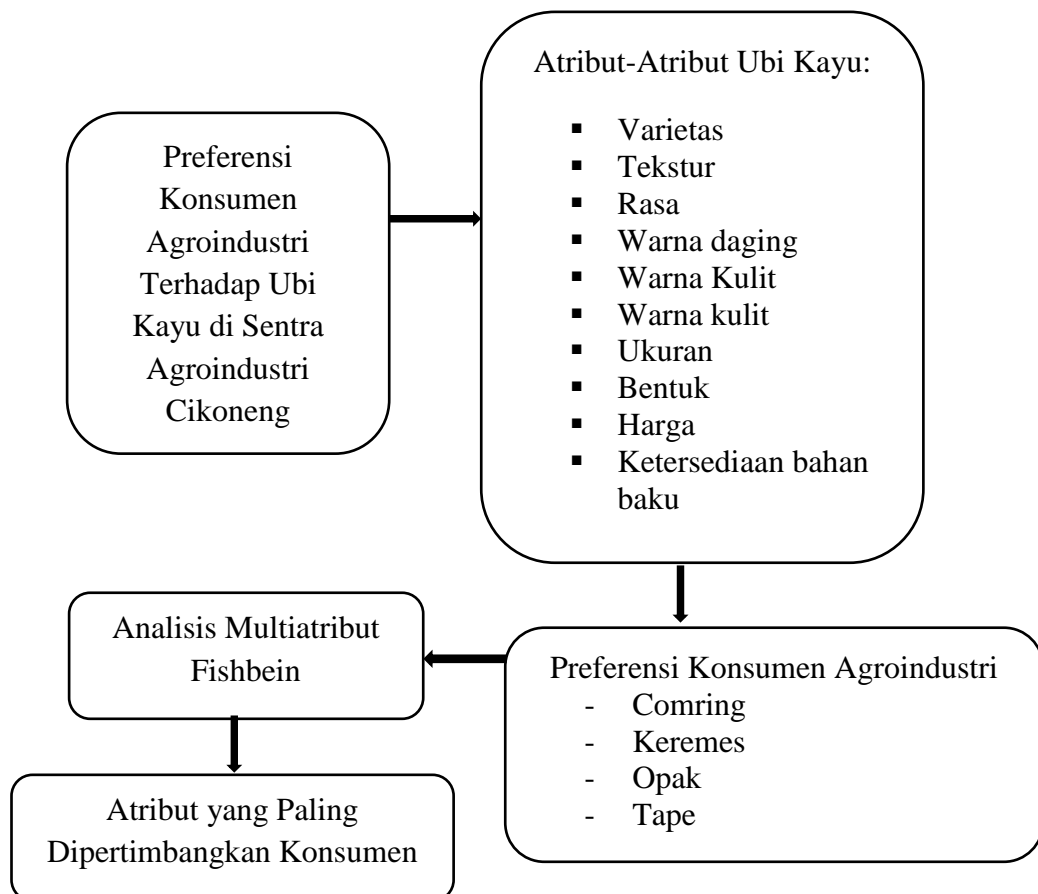 Preferensi
Konsumen
Agroindustri
Terhadap Ubi
Kayu di Sentra
Agroindustri
Cikoneng
Atribut-Atribut Ubi Kayu:
▪ Varietas
▪ Tekstur
▪ Rasa
▪ Warna daging
▪ Warna Kulit
▪ Warna kulit
▪ Ukuran
▪ Bentuk
▪ Harga
▪ Ketersediaan bahan
baku
Preferensi Konsumen Agroindustri
- Comring
- Keremes
- Opak
- Tape
Analisis Multiatribut
Fishbein
Atribut yang Paling
Dipertimbangkan Konsumen